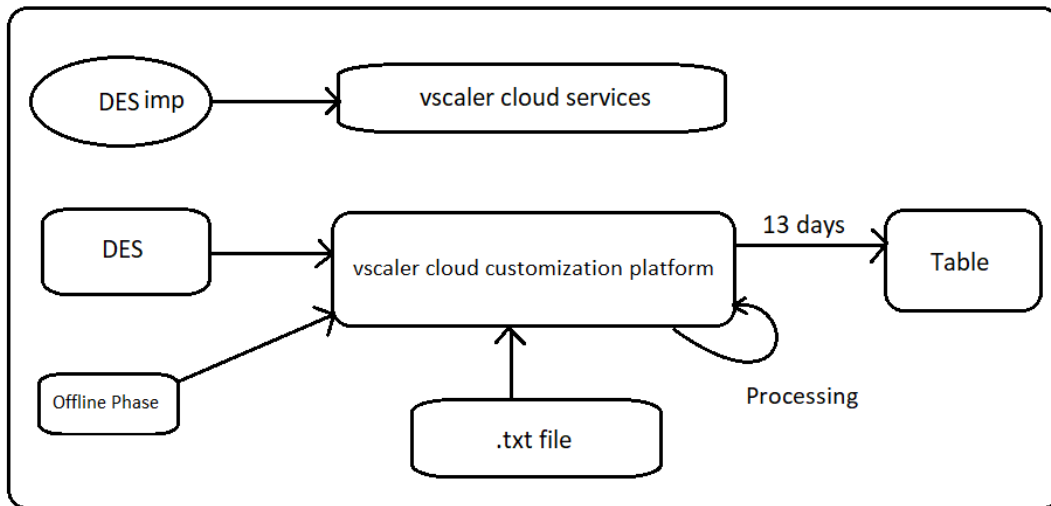 DES imp
vscaler cloud services
DES
vscaler cloud customization platform
13 days
Table
Offline Phase
.txt file
Processing